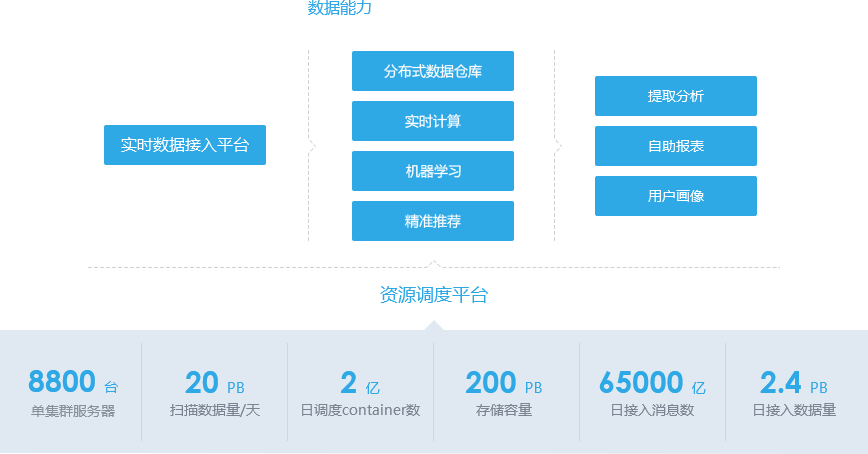 数据能力
实时数据接入平台
分布式数据仓库
实时计算
机器学习
精准推荐
提取分析
自助报表
用户画像
资源调度平台
8800 台
单集群服务器
20 PB
扫描数据量/天
2 亿
日调度container数
200 PB
存储容量
65000 亿
日接入消息数
2.4 PB
日接入数据量